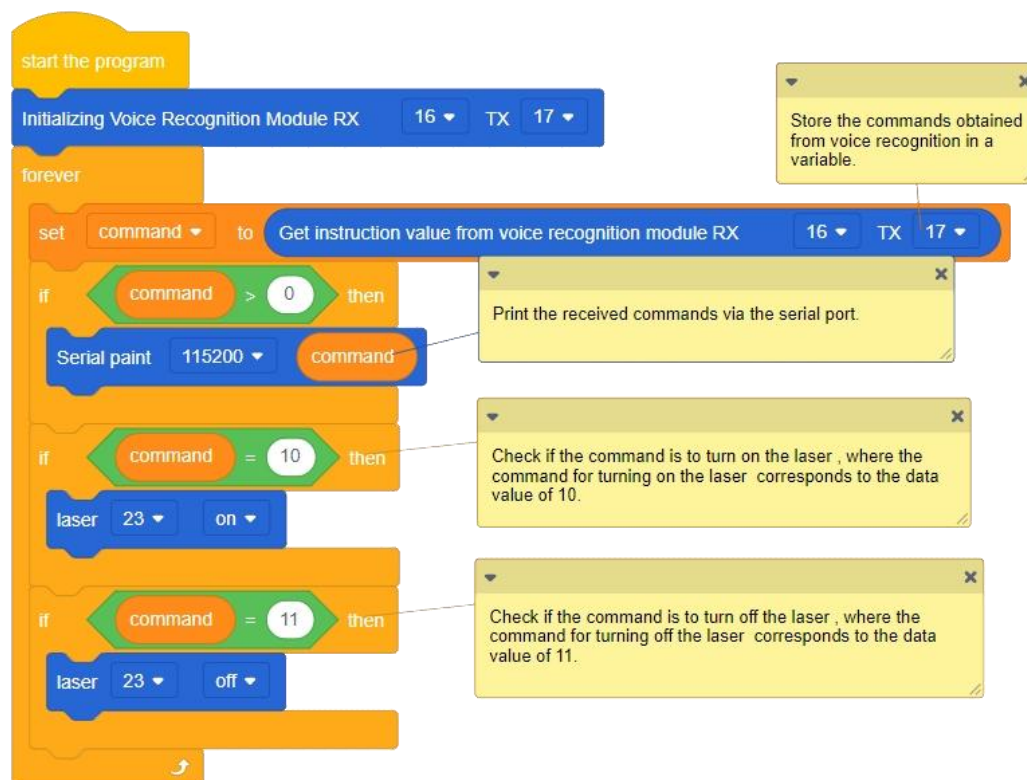 start the program
Initializing Voice Recognition Module RX 16 TX 17
Store the commands obtained
from voice recognition in a
variable.
forever
set command to Get instruction value from voice recognition module RX 16 TX 17
if command > 0 then
Print the received commands via the serial port.
Serial paint 115200 command
if command = 10 then
Check if the command is to turn on the laser , where the
command for turning on the laser corresponds to the data
value of 10.
laser 23 on
if command = 11 then
Check if the command is to turn off the laser , where the
command for turning off the laser corresponds to the data
value of 11.
laser 23 off